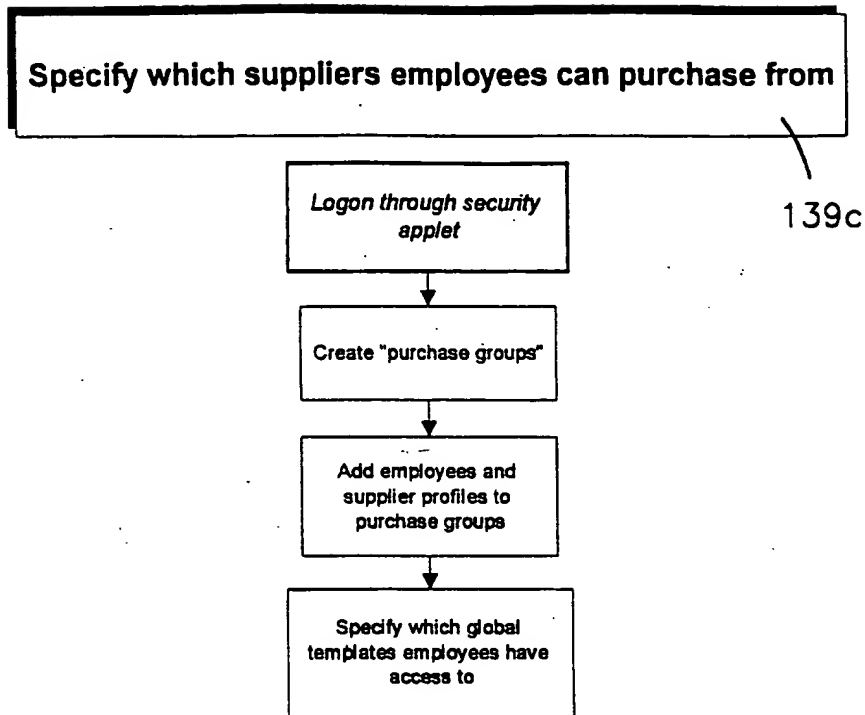 Specify which suppliers employees can purchase from
139c
Logon through security
applet
Create "purchase groups"
Add employees and
supplier profiles to
purchase groups
Specify which global
templates employees have
access to